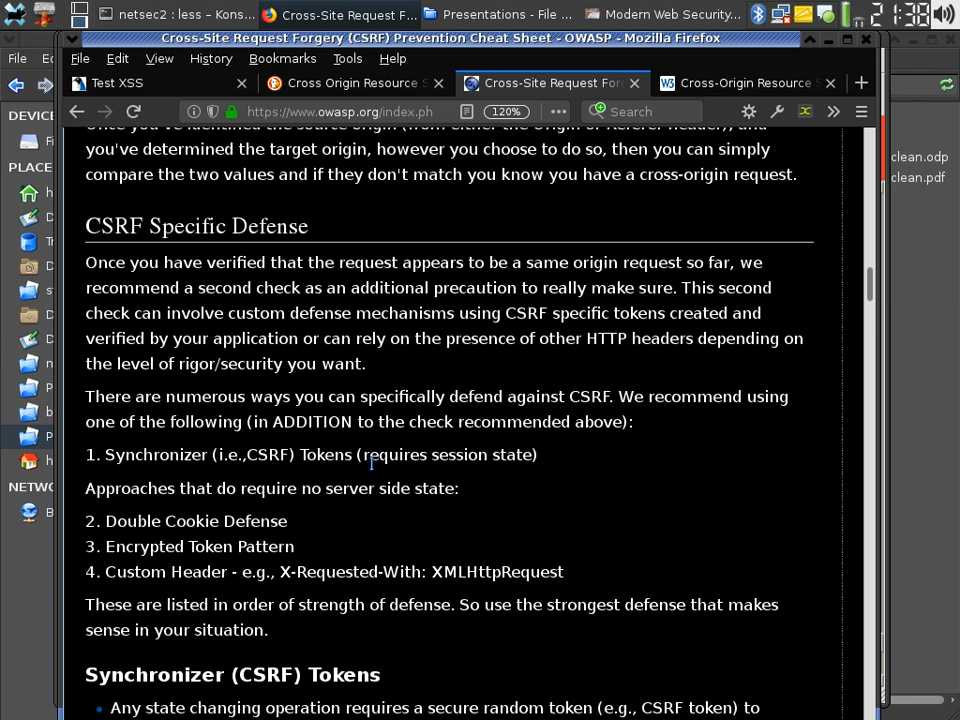 netsec2 : less – Kons...
Cross-Site Request F...
Presentations - File ...
Modern Web Security...
21:38
Cross-Site Request Forgery (CSRF) Prevention Cheat Sheet - OWASP - Mozilla Firefox
File
File Edit View History Bookmarks Tools Help
Test XSS
Cross Origin Resource S
Cross-Site Request For
Cross-Origin Resource S
https://www.owasp.org/index.ph
120%
Search
DEVICE
PLACE
NETWO
clean.odp
clean.pdf
you've determined the target origin, however you choose to do so, then you can simply
compare the two values and if they don't match you know you have a cross-origin request.
CSRF Specific Defense
Once you have verified that the request appears to be a same origin request so far, we
recommend a second check as an additional precaution to really make sure. This second
check can involve custom defense mechanisms using CSRF specific tokens created and
verified by your application or can rely on the presence of other HTTP headers depending on
the level of rigor/security you want.
There are numerous ways you can specifically defend against CSRF. We recommend using
one of the following (in ADDITION to the check recommended above):
1. Synchronizer (i.e.,CSRF) Tokens (requires session state)
Approaches that do require no server side state:
2. Double Cookie Defense
3. Encrypted Token Pattern
4. Custom Header - e.g., X-Requested-With: XMLHttpRequest
These are listed in order of strength of defense. So use the strongest defense that makes
sense in your situation.
Synchronizer (CSRF) Tokens
• Any state changing operation requires a secure random token (e.g., CSRF token) to